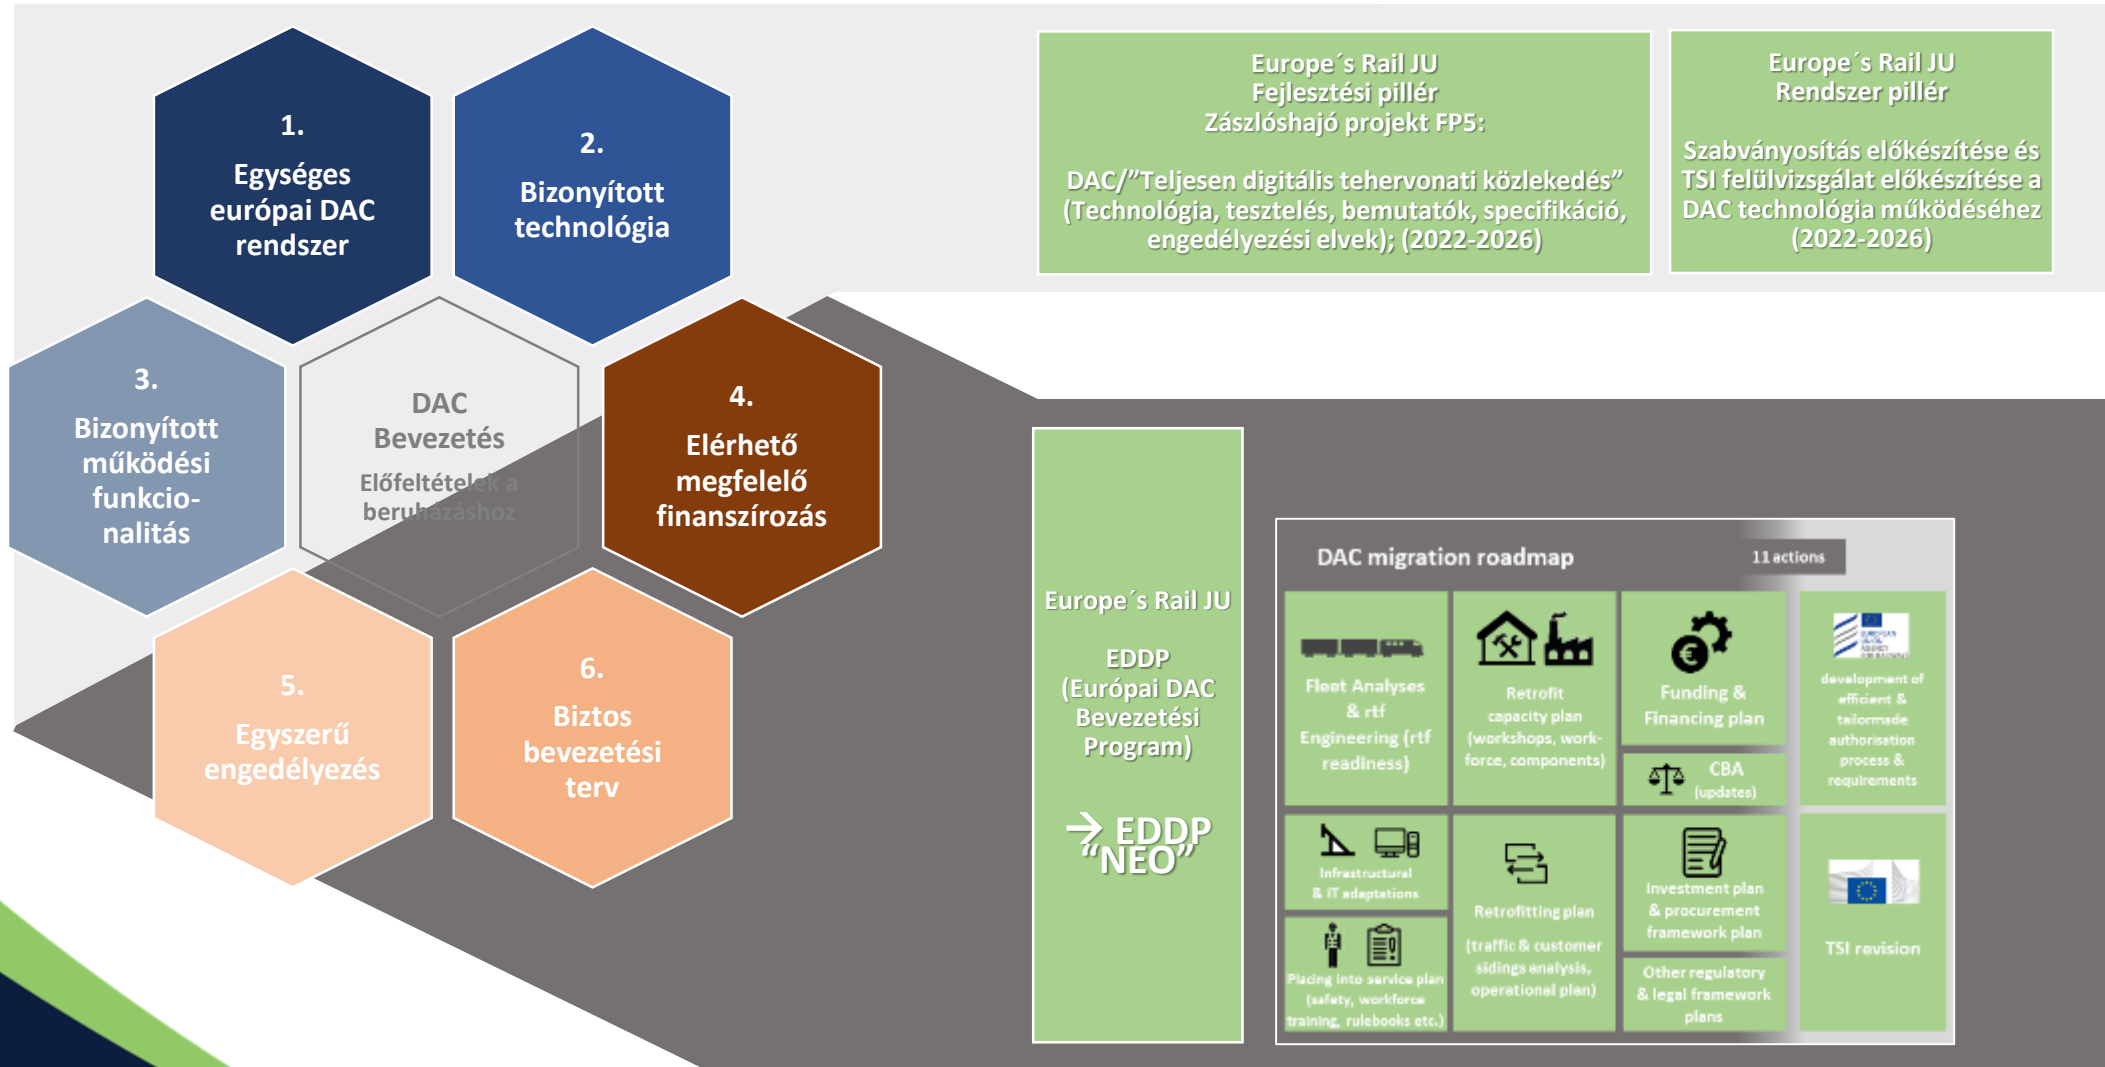 1.
Egységes
európai DAC
rendszer
2.
Bizonyított
technológia
3.
Bizonyított
működési
funkcio-
nalitás
DAC
Bevezetés
Előfeltételek a
beruházáshoz
4.
Elérhető
megfelelő
finanszírozás
5.
Egyszerű
engedélyezés
6.
Biztos
bevezetési
terv
Europe´s Rail JU
Fejlesztési pillér
Zászlóshajó projekt FP5:
DAC/”Teljesen digitális tehervonati közlekedés”
(Technológia, tesztelés, bemutatók, specifikáció,
engedélyezési elvek); (2022-2026)
Europe´s Rail JU
Rendszer pillér
Szabványosítás előkészítése és
TSI felülvizsgálat előkészítése a
DAC technológia működéséhez
(2022-2026)
Europe´s Rail JU
EDDP
(Európai DAC
Bevezetési
Program)
→ EDDP
“NEO”
DAC migration roadmap
11 actions
Fleet Analyses
& rtf
Engineering (rtf
readiness)
Retrofit
capacity plan
(workshops, work-
force, components)
Funding &
Financing plan
CBA
(updates)
EUROPEAN
UNION
AGENCY
development of
efficient &
tailormade
authorisation
process &
requirements
Infrastructural
& IT adaptations
Placing into service plan
(safety, workforce
training, rulebooks etc.)
Retrofitting plan
(traffic & customer
sidings analysis,
operational plan)
Investment plan
& procurement
framework plan
Other regulatory
& legal framework
plans
TSI revision